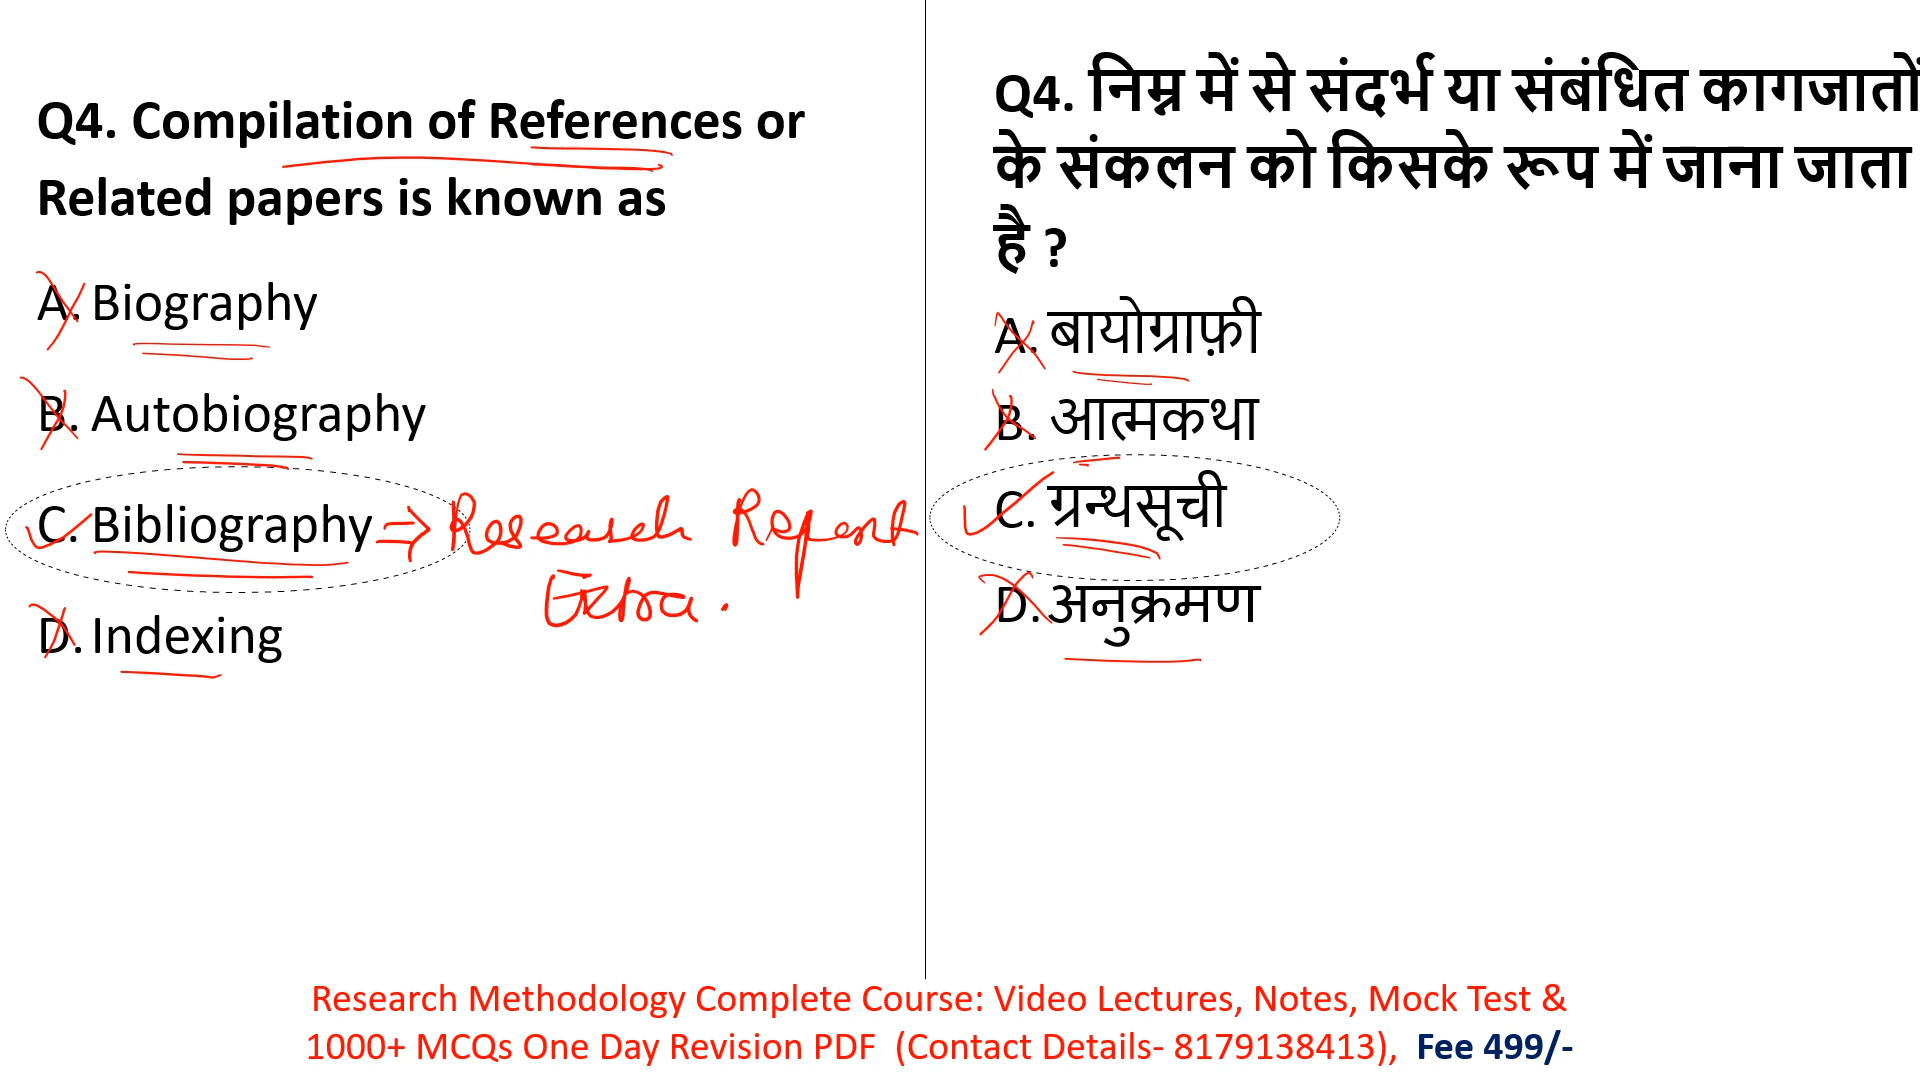 Q4. Compilation of References or
Related papers is known as
A. Biography
B. Autobiography
C. Bibliography ⇒ Research Report
Extra.
D. Indexing
Q4. निम्न में से संदर्भ या संबंधित कागजातों
के संकलन को किसके रूप में जाना जाता
है ?
A. बायोग्राफ़ी
B. आत्मकथा
C. ग्रन्थसूची
D. अनुक्रमण
Research Methodology Complete Course: Video Lectures, Notes, Mock Test &
1000+ MCQs One Day Revision PDF (Contact Details- 8179138413), Fee 499/-